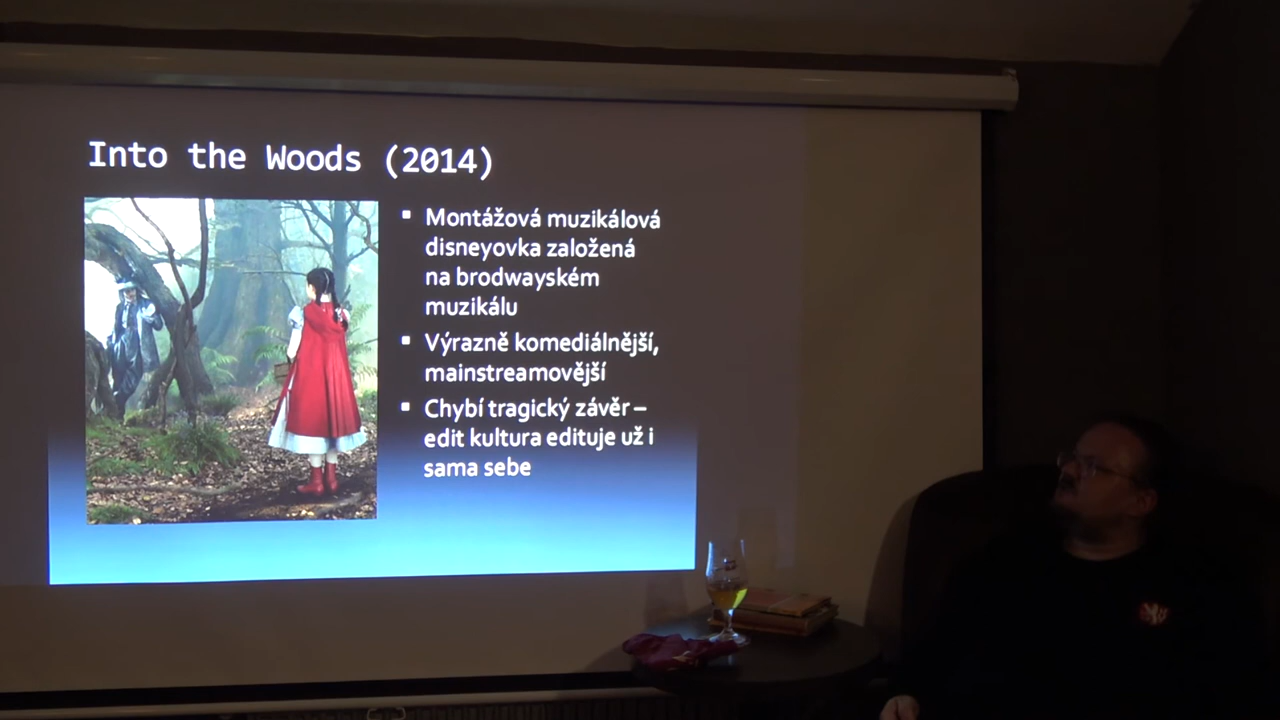 Into the Woods (2014)
▪ Montážová muzikálová
disneyovka založená
na brodwayském
muzikálu
▪ Výrazně komediálnější,
mainstreamovější
▪ Chybí tragický závěr –
edit kultura edituje už i
sama sebe